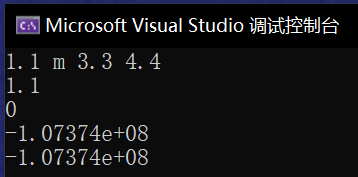 Microsoft Visual Studio 调试控制台
1.1 m 3.3 4.4
1.1
0
-1.07374e+08
-1.07374e+08